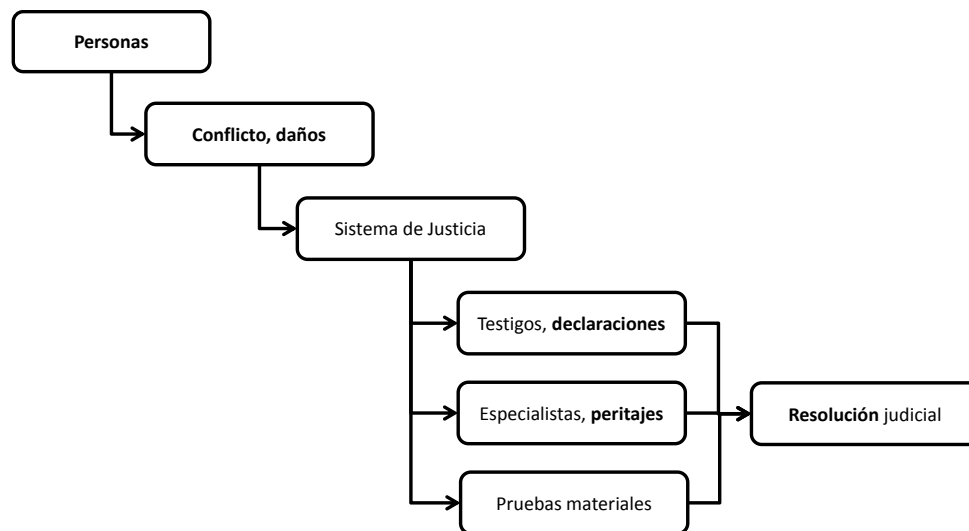 Personas
Conflicto, daños
Sistema de Justicia
Testigos, declaraciones
Especialistas, peritajes
Resolución judicial
Pruebas materiales